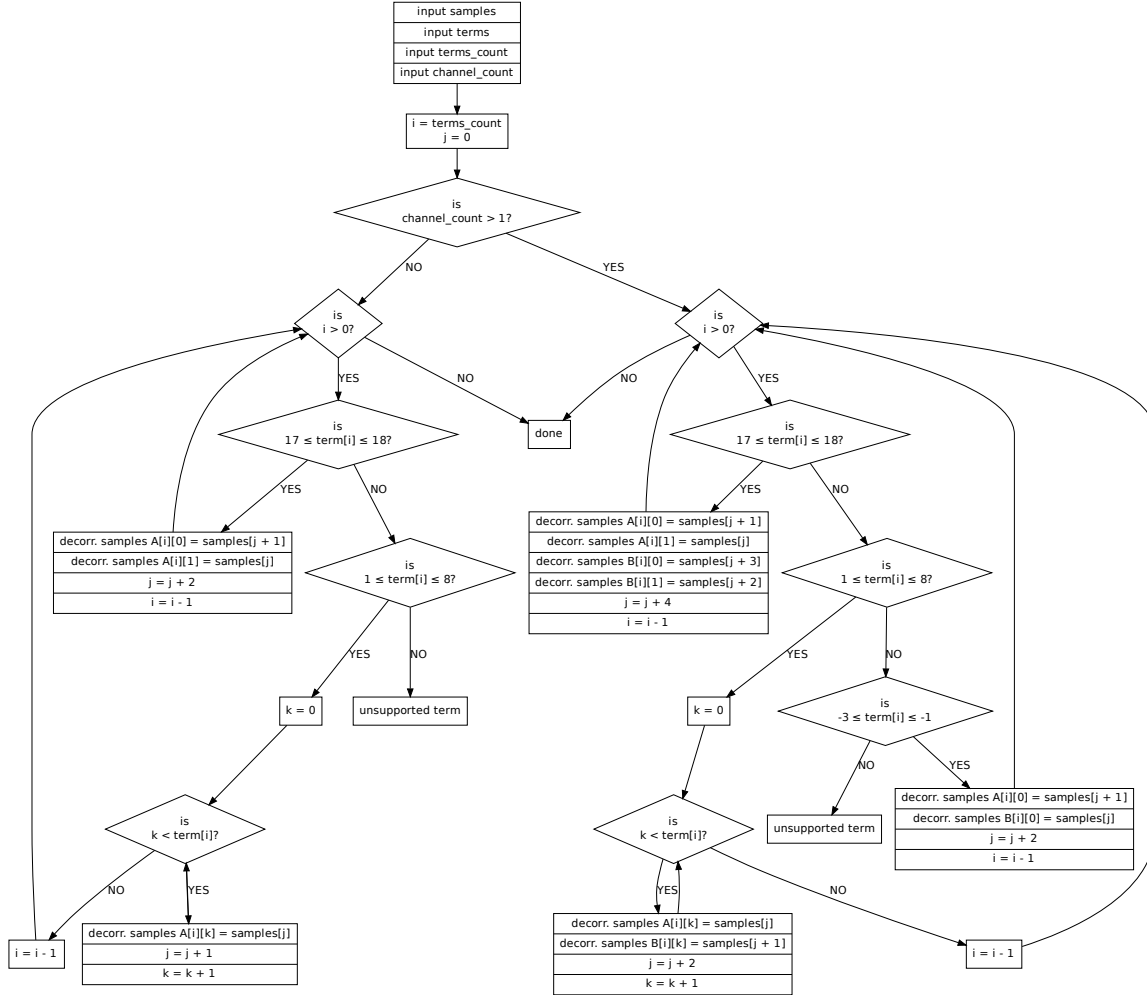 input samples
input terms
input terms_count
input channel_count
i = terms_count
j = 0
is
channel_count > 1?
NO
YES
is
i > 0?
is
i > 0?
YES
NO
NO
YES
is
17 ≤ term[i] ≤ 18?
done
is
17 ≤ term[i] ≤ 18?
YES
NO
YES
NO
decorr. samples A[i][0] = samples[j + 1]
decorr. samples A[i][1] = samples[j]
j = j + 2
i = i - 1
is
1 ≤ term[i] ≤ 8?
decorr. samples A[i][0] = samples[j + 1]
decorr. samples A[i][1] = samples[j]
decorr. samples B[i][0] = samples[j + 3]
decorr. samples B[i][1] = samples[j + 2]
j = j + 4
i = i - 1
is
1 ≤ term[i] ≤ 8?
YES
NO
YES
NO
k = 0
unsupported term
k = 0
is
-3 ≤ term[i] ≤ -1
NO
YES
is
k < term[i]?
is
k < term[i]?
unsupported term
decorr. samples A[i][0] = samples[j + 1]
decorr. samples B[i][0] = samples[j]
j = j + 2
i = i - 1
NO
YES
YES
NO
i = i - 1
decorr. samples A[i][k] = samples[j]
j = j + 1
k = k + 1
decorr. samples A[i][k] = samples[j]
decorr. samples B[i][k] = samples[j + 1]
j = j + 2
k = k + 1
i = i - 1